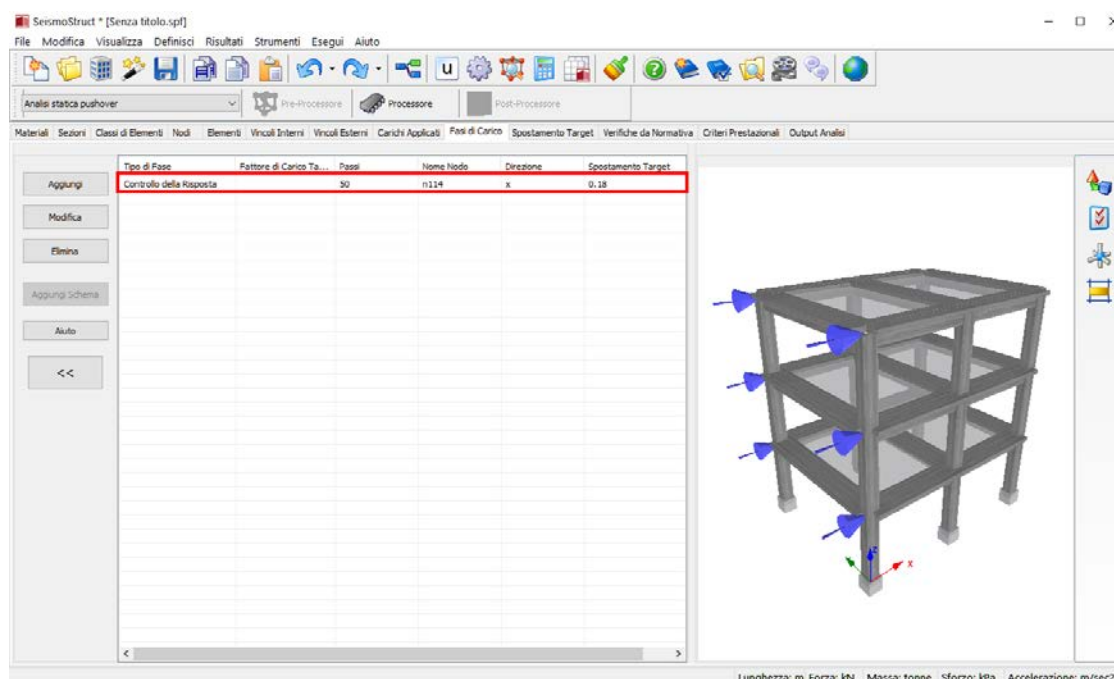 SeismoStruct * [Senza titolo.spf]
File Modifica Visualizza Definisci Risultati Strumenti Esegui Aiuto
Analisi statica pushover Pre-Processore Processore Post-Processore
Materiali Sezioni Classi di Elementi Nodi Elementi Vincoli Interni Vincoli Esterni Carichi Applicati Fasi di Carico Spostamento Target Verifiche da Normativa Criteri Prestazionali Output Analisi
Tipo di Fase Fattore di Carico Ta... Passi Nome Nodo Direzione Spostamento Target
Aggiungi Controllo della Risposta 50 n114 x 0.18
Modifica
Elimina
Aggiungi Schema
Aiuto
<<
z
x
Lunghezza: m Forza: kN Massa: tonne Sforzo: kPa Accelerazione: m/sec2